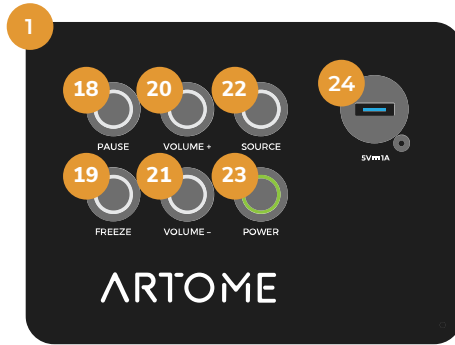 1
18 20 22 24
PAUSE VOLUME + SOURCE
5V⎓1A
19 21 23
FREEZE VOLUME – POWER
ARTOME